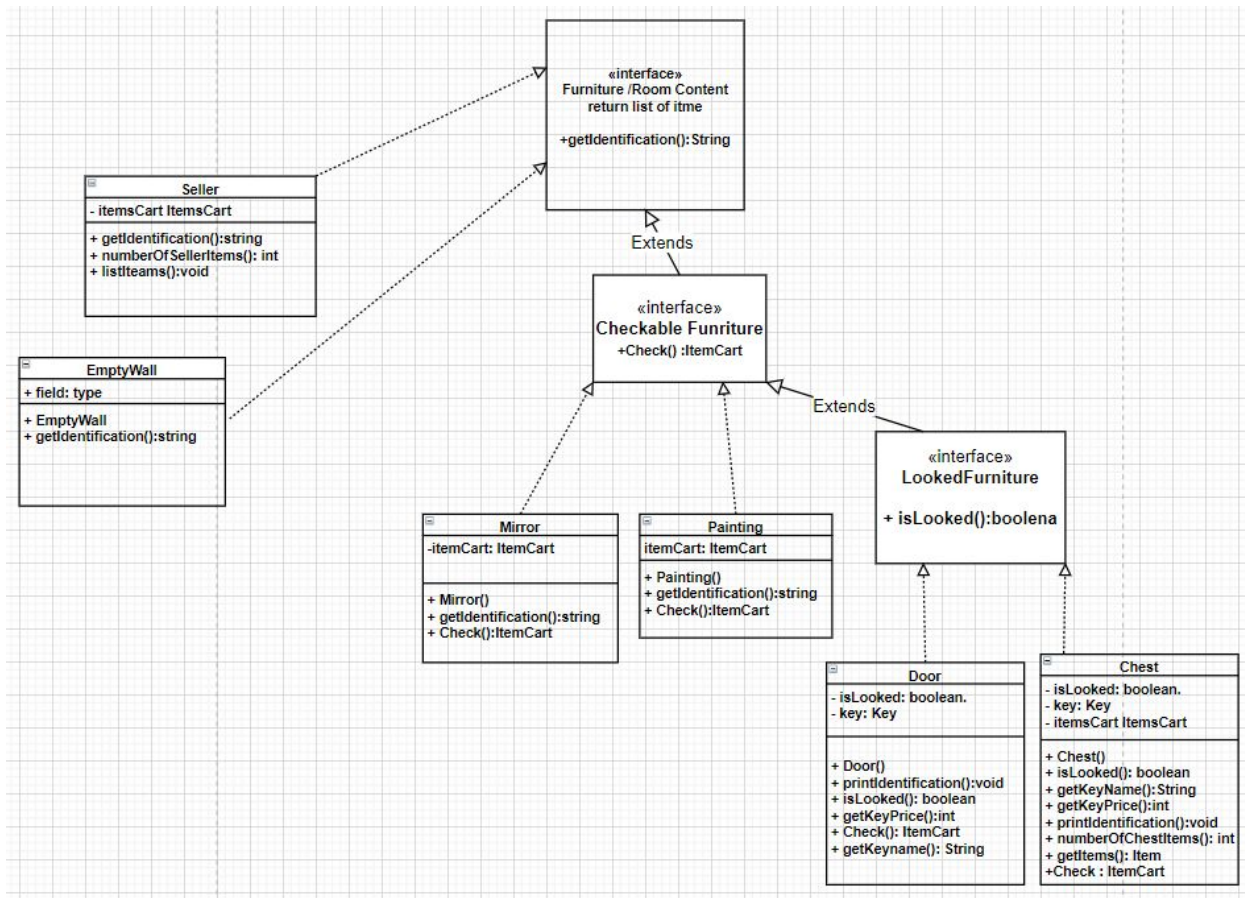 «interface»
Furniture /Room Content
return list of itme
+getIdentification():String
Seller
- itemsCart ItemsCart
+ getIdentification():string
+ numberOfSellerItems(): int
+ listIteams():void
Extends
«interface»
Checkable Funriture
+Check() :ItemCart
EmptyWall
+ field: type
+ EmptyWall
+ getIdentification():string
Extends
«interface»
LookedFurniture
+ isLooked():boolena
Mirror
-itemCart: ItemCart
+ Mirror()
+ getIdentification():string
+ Check():ItemCart
Painting
itemCart: ItemCart
+ Painting()
+ getIdentification():string
+ Check():ItemCart
Door
- isLooked: boolean.
- key: Key
+ Door()
+ printIdentification():void
+ isLooked(): boolean
+ getKeyPrice():int
+ Check(): ItemCart
+ getKeyname(): String
Chest
- isLooked: boolean.
- key: Key
- itemsCart ItemsCart
+ Chest()
+ isLooked(): boolean
+ getKeyName():String
+ getKeyPrice():int
+ printIdentification():void
+ numberOfChestItems(): int
+ getItems(): Item
+Check : ItemCart